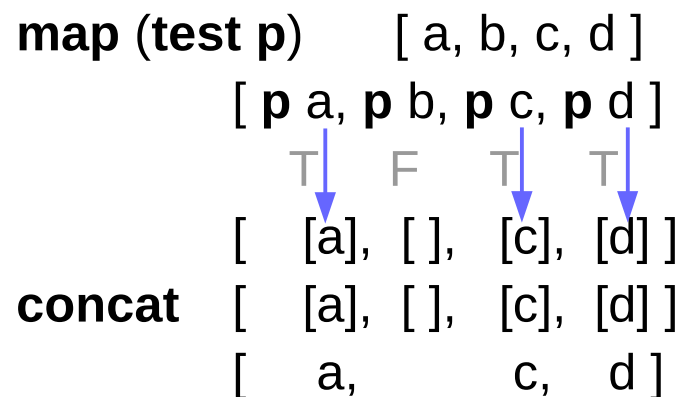 map (test p) [ a, b, c, d ]
[ p a, p b, p c, p d ]
T F T T
[ [a], [ ], [c], [d] ]
concat [ [a], [ ], [c], [d] ]
[ a, c, d ]